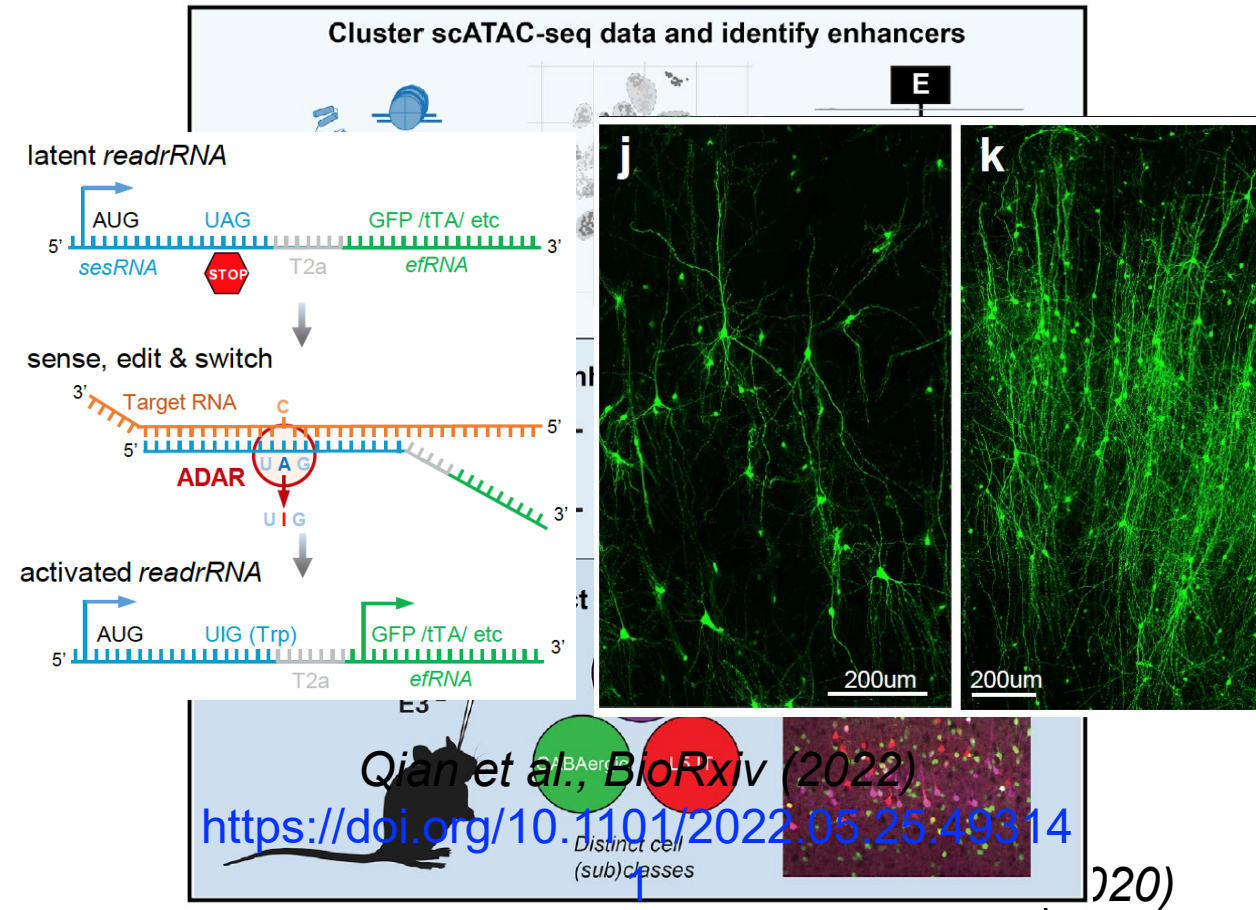 Cluster scATAC-seq data and identify enhancers
E
latent readrRNA
AUG UAG GFP /tTA/ etc
5’ 3’
sesRNA STOP T2a efRNA
sense, edit & switch
3’
Target RNA C
5’
5’
ADAR U A G
3’
U I G
activated readrRNA
AUG UIG (Trp) GFP /tTA/ etc
5’ 3’
T2a efRNA
j
k
200um 200um
E3
Qian et al., BioRxiv (2022)
https://doi.org/10.1101/2022.05.25.49314
1
Distinct cell
(sub)classes
020)